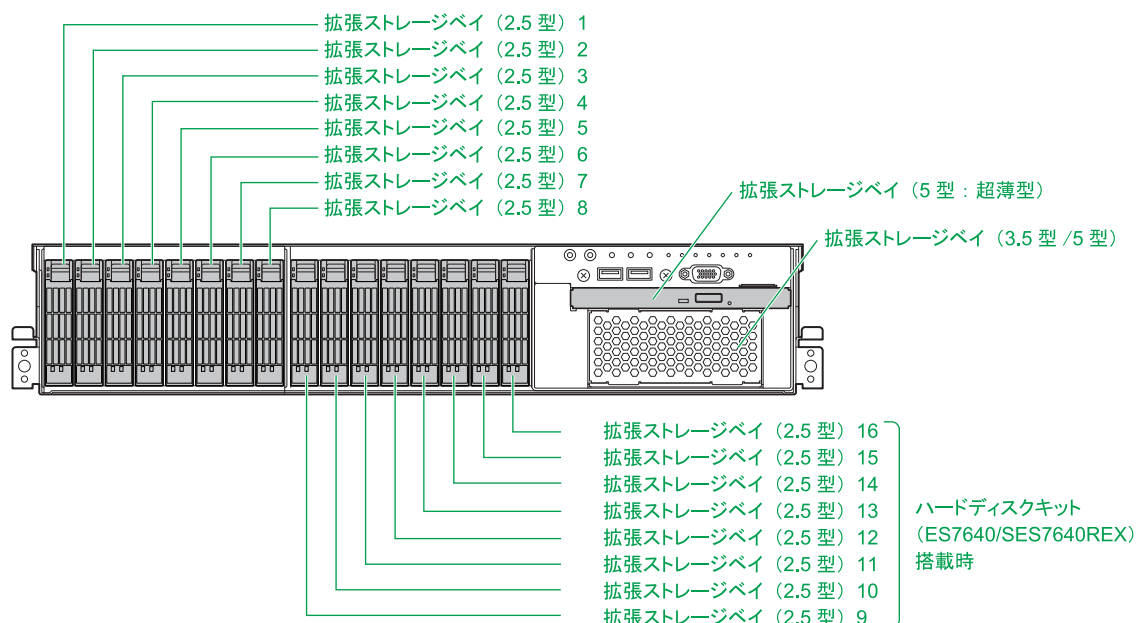 拡張ストレージベイ（2.5 型）1
拡張ストレージベイ（2.5 型）2
拡張ストレージベイ（2.5 型）3
拡張ストレージベイ（2.5 型）4
拡張ストレージベイ（2.5 型）5
拡張ストレージベイ（2.5 型）6
拡張ストレージベイ（2.5 型）7
拡張ストレージベイ（2.5 型）8
拡張ストレージベイ（5 型：超薄型）
拡張ストレージベイ（3.5 型 /5 型）
拡張ストレージベイ（2.5 型）16
拡張ストレージベイ（2.5 型）15
拡張ストレージベイ（2.5 型）14
拡張ストレージベイ（2.5 型）13
拡張ストレージベイ（2.5 型）12
拡張ストレージベイ（2.5 型）11
拡張ストレージベイ（2.5 型）10
拡張ストレージベイ（2.5 型）9
ハードディスクキット
（ES7640/SES7640REX）
搭載時